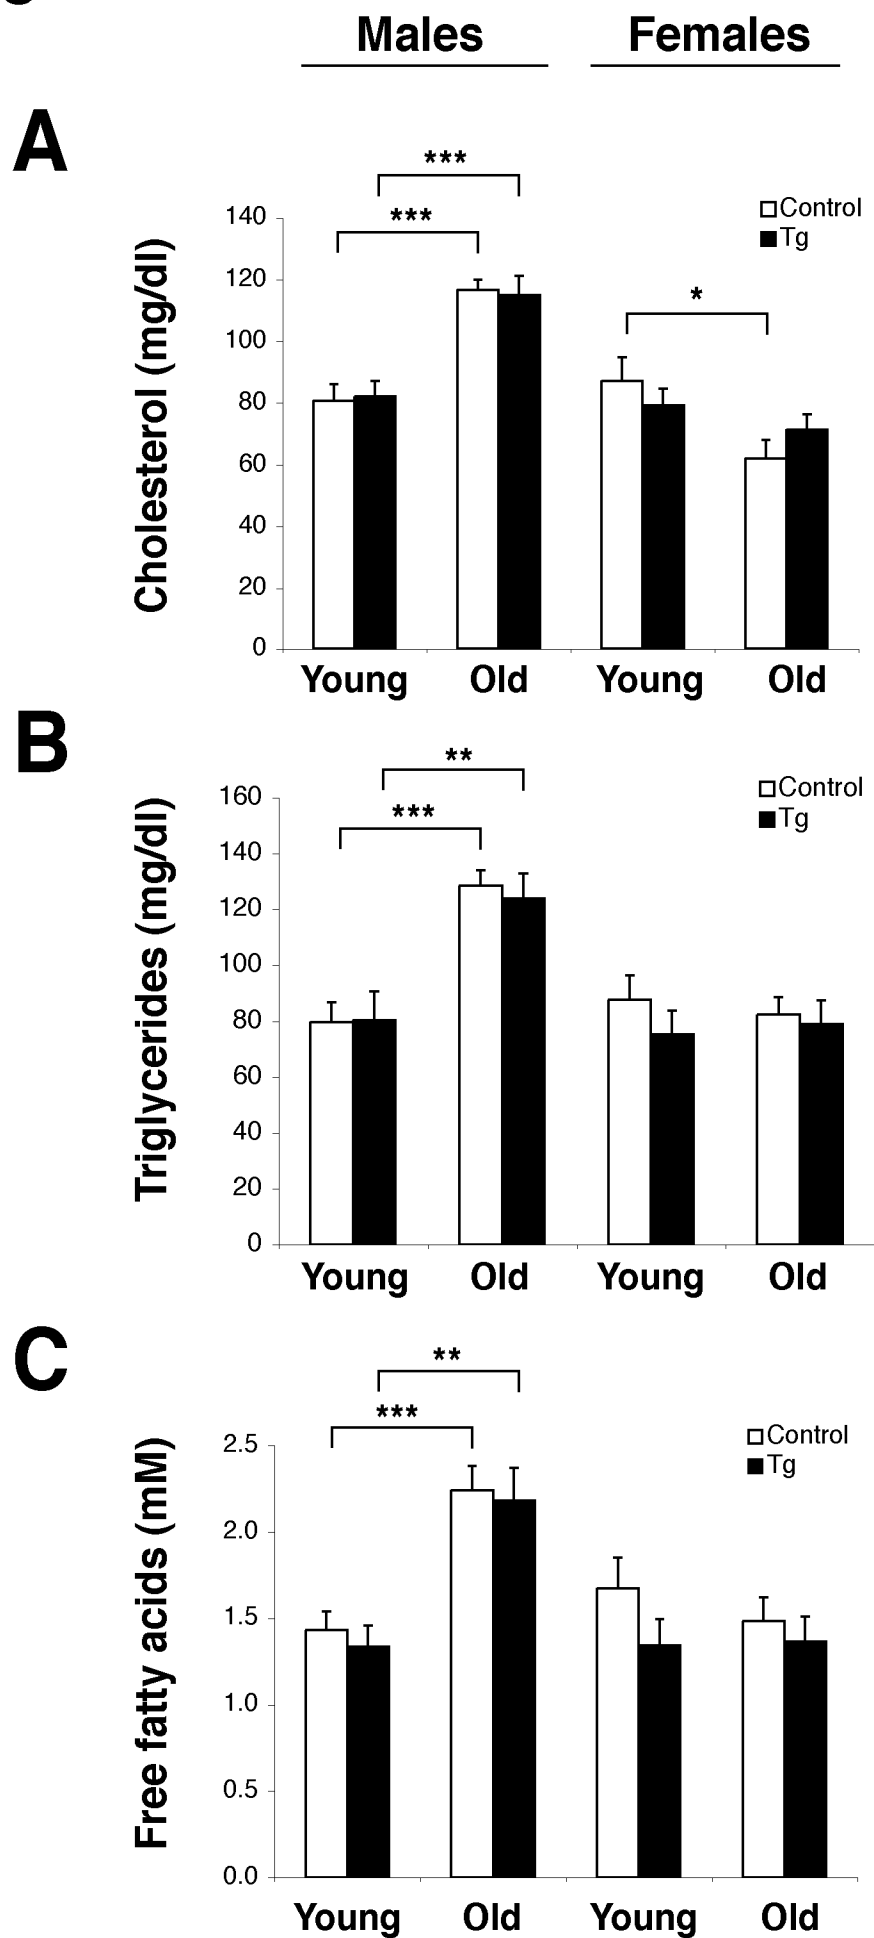 Males Females
A
***
***
*
Control
Tg
Cholesterol (mg/dl)
140
120
100
80
60
40
20
0
Young Old Young Old
B
**
***
Control
Tg
Triglycerides (mg/dl)
160
140
120
100
80
60
40
20
0
Young Old Young Old
C
**
***
Control
Tg
Free fatty acids (mM)
2.5
2.0
1.5
1.0
0.5
0.0
Young Old Young Old